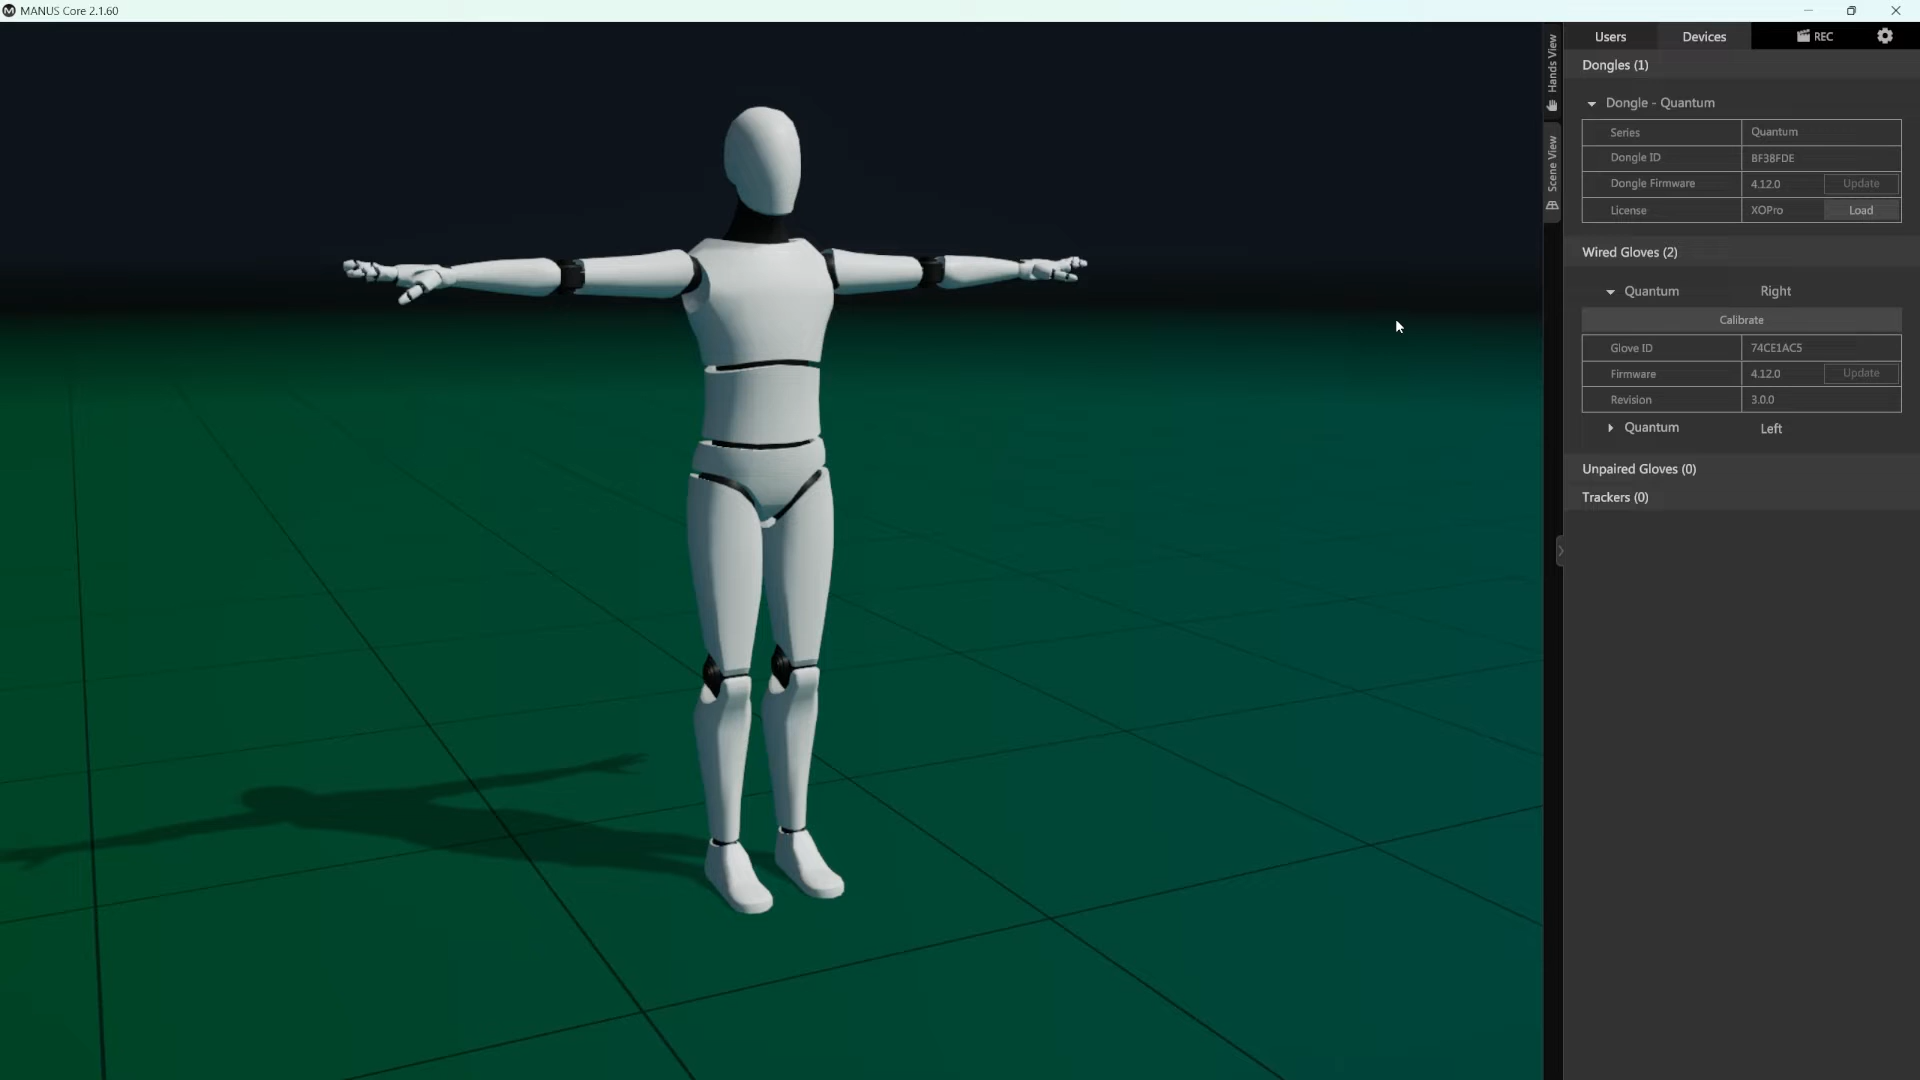 MANUS Core 2.1.60
Users Devices REC
Hands View
Scene View
Dongles (1)
Dongle - Quantum
Series Quantum
Dongle ID BF38FDE
Dongle Firmware 4.12.0 Update
License XOPro Load
Wired Gloves (2)
Quantum Right
Calibrate
Glove ID 74CE1AC5
Firmware 4.12.0 Update
Revision 3.0.0
Quantum Left
Unpaired Gloves (0)
Trackers (0)